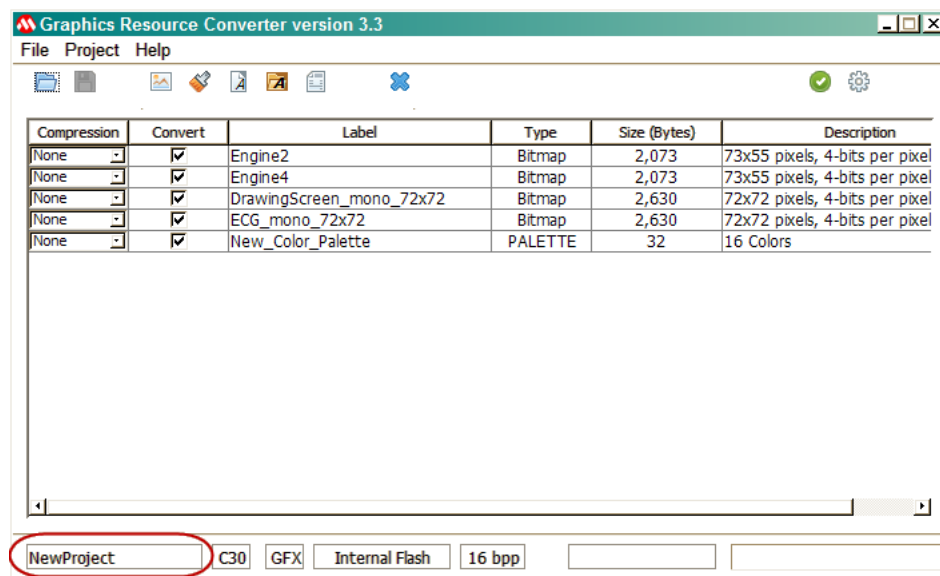 Graphics Resource Converter version 3.3
File Project Help
Compression Convert Label Type Size (Bytes) Description
None Engine2 Bitmap 2,073 73x55 pixels, 4-bits per pixel
None Engine4 Bitmap 2,073 73x55 pixels, 4-bits per pixel
None DrawingScreen_mono_72x72 Bitmap 2,630 72x72 pixels, 4-bits per pixel
None ECG_mono_72x72 Bitmap 2,630 72x72 pixels, 4-bits per pixel
None New_Color_Palette PALETTE 32 16 Colors
NewProject C30 GFX Internal Flash 16 bpp